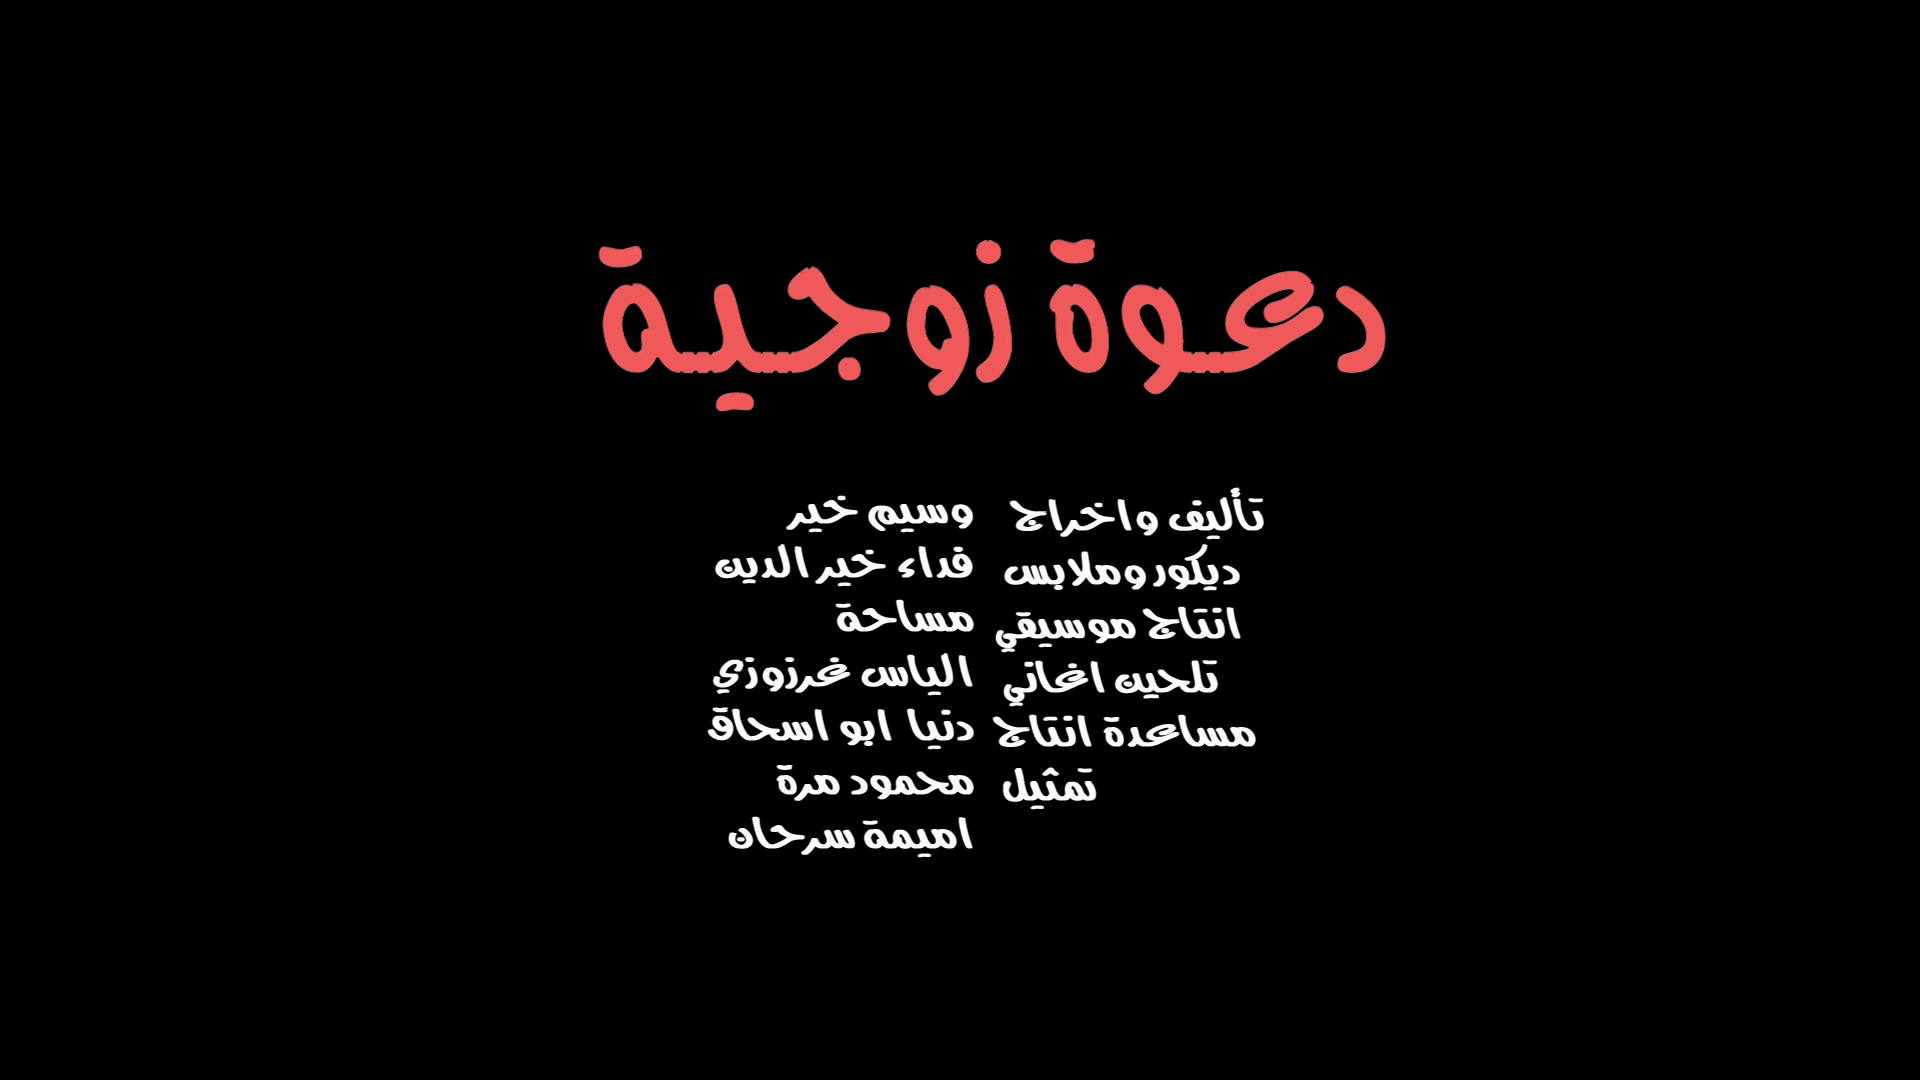 دعوة زوجية
تأليف واخراج وسيم خير
ديكور وملابس فداء خير الدين
انتاج موسيقي مساحة
تلحين اغاني الياس غرزوزي
مساعدة انتاج دنيا ابو اسحاق
تمثيل محمود مرة
اميمة سرحان